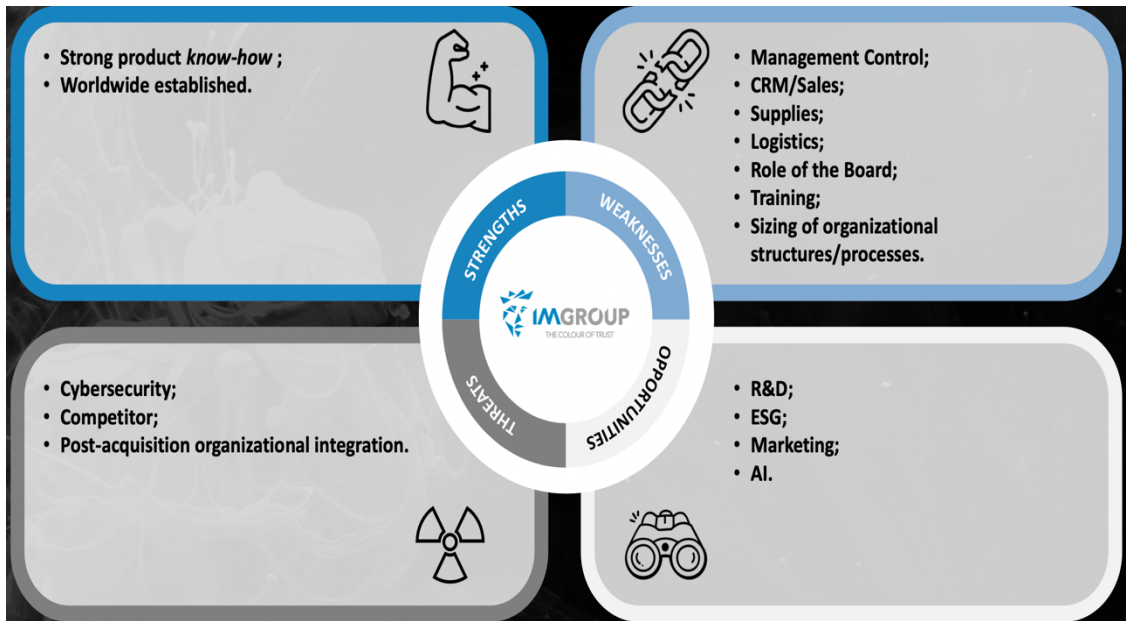 • Strong product know-how ;
• Worldwide established.
• Management Control;
• CRM/Sales;
• Supplies;
• Logistics;
• Role of the Board;
• Training;
• Sizing of organizational
structures/processes.
STRENGTHS
WEAKNESSES
IMGROUP
THE COLOUR OF TRUST
THREATS
OPPORTUNITIES
• Cybersecurity;
• Competitor;
• Post-acquisition organizational integration.
• R&D;
• ESG;
• Marketing;
• AI.